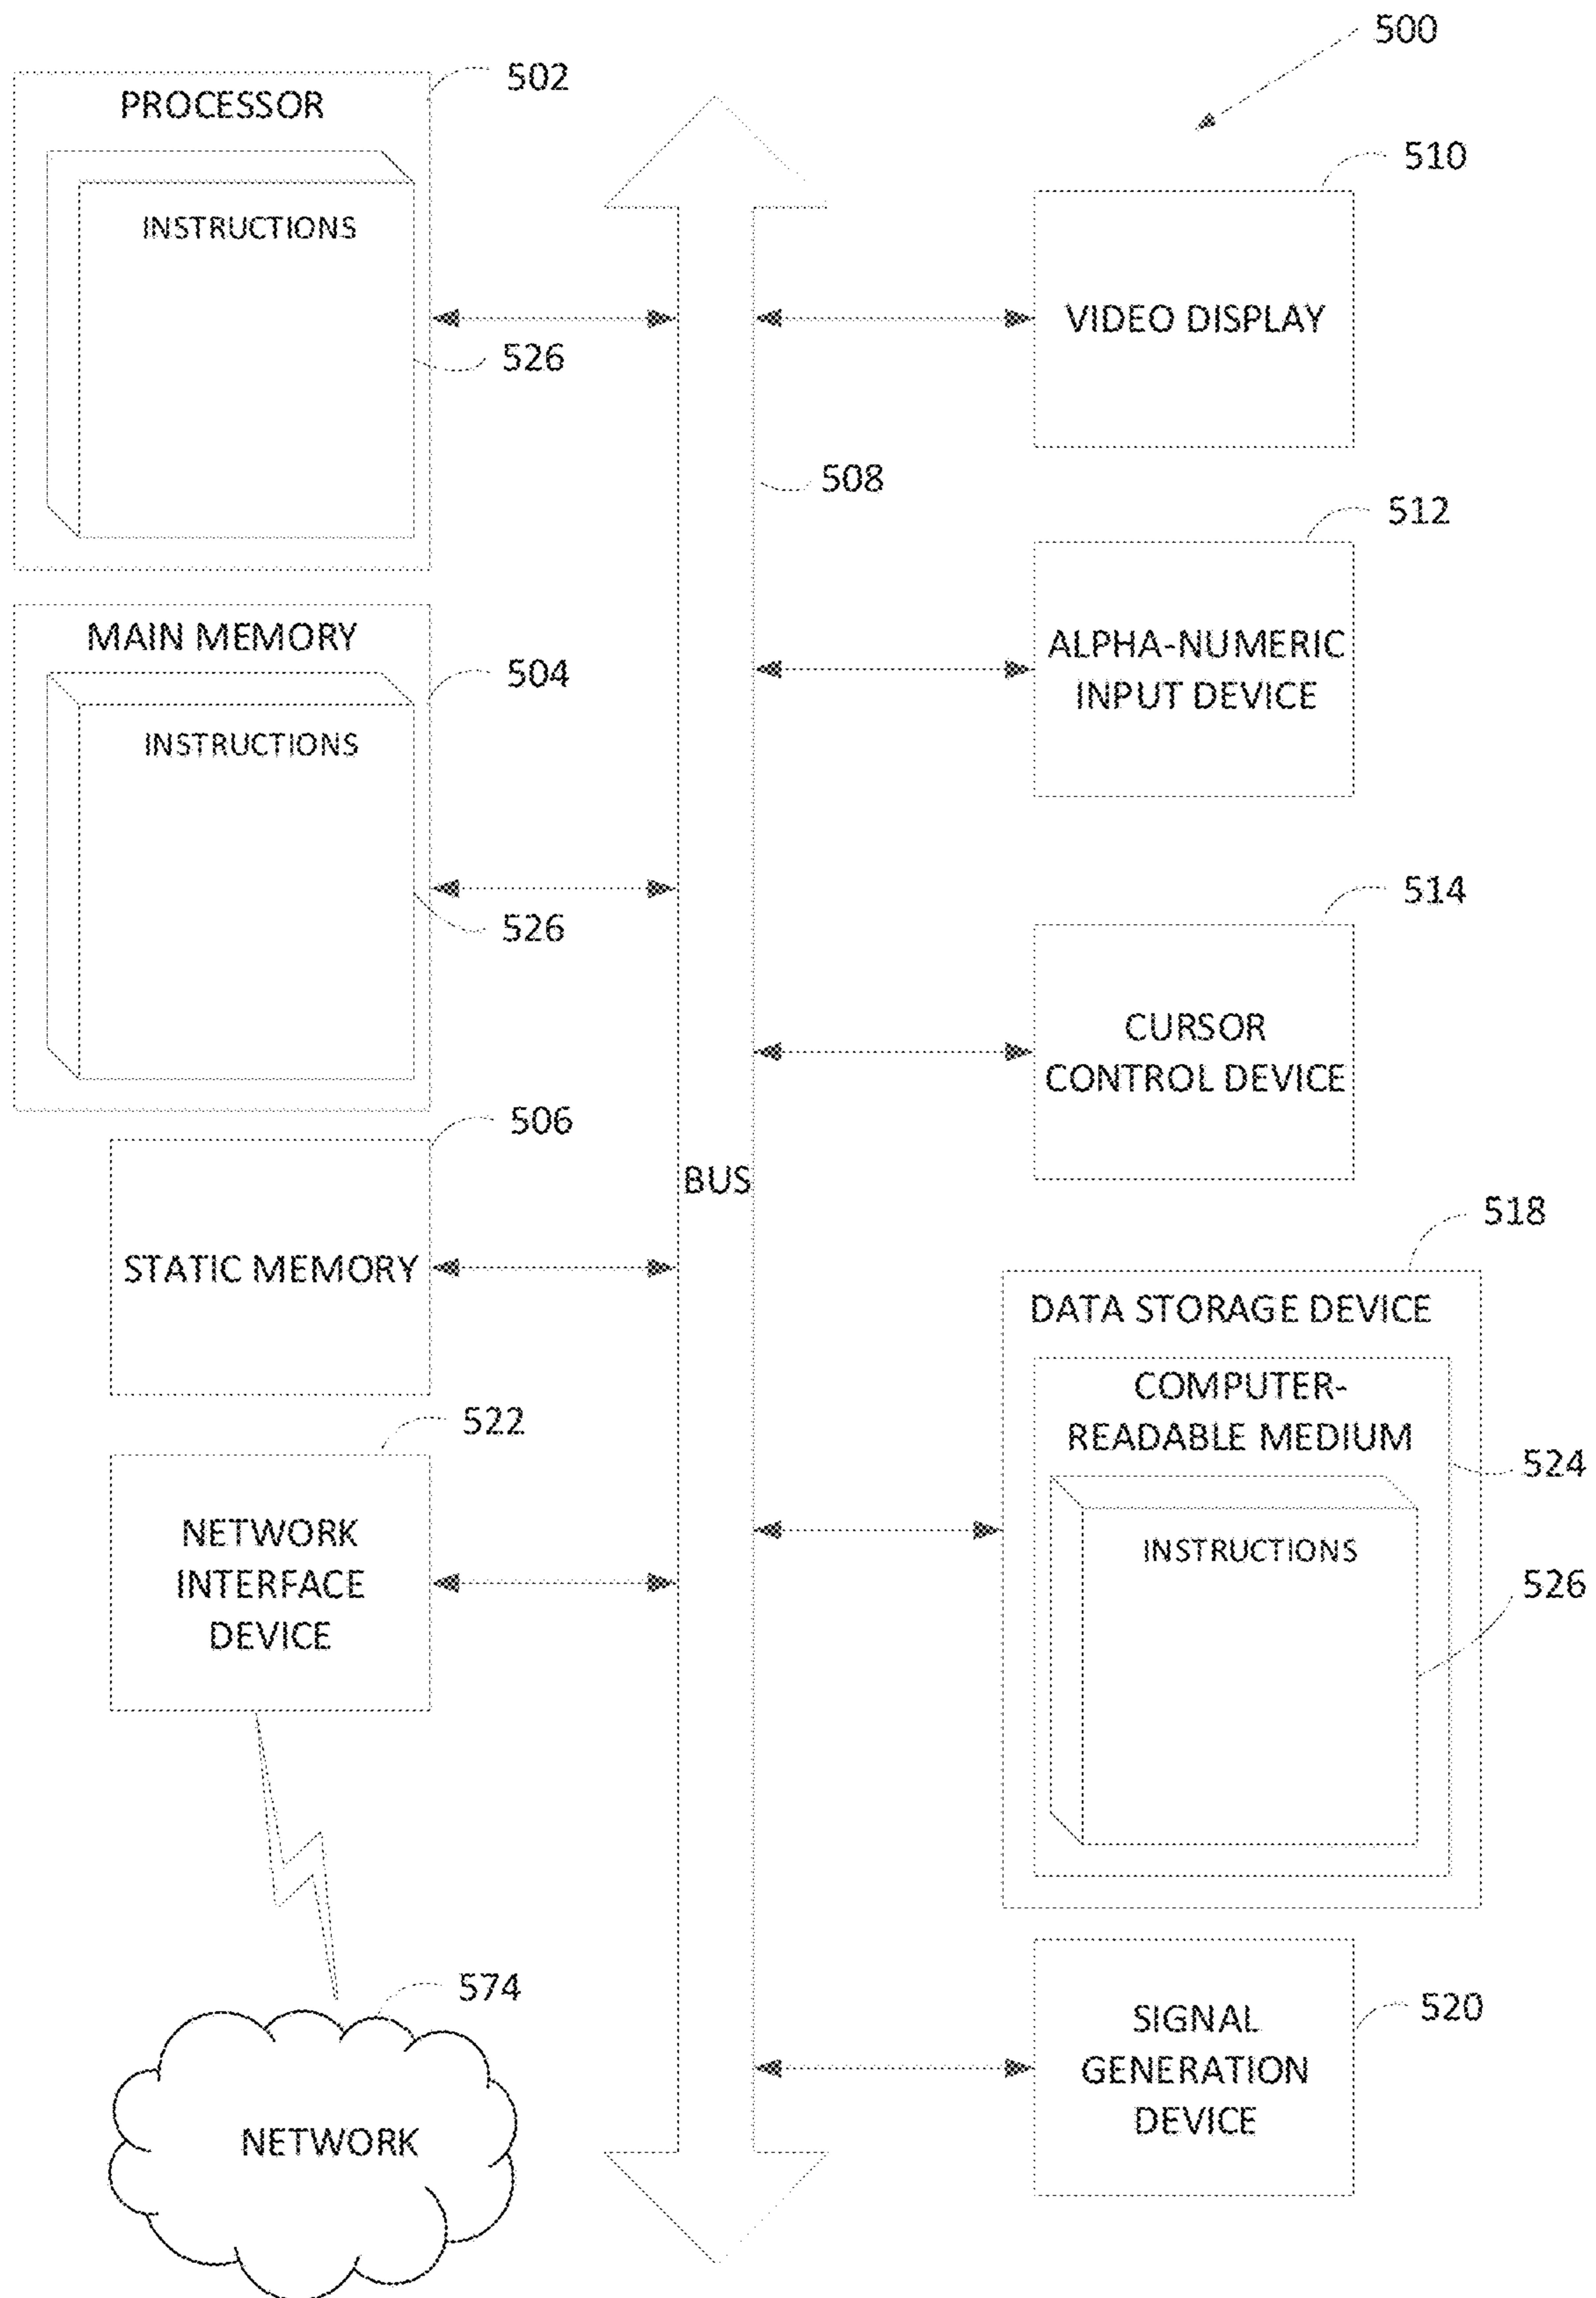 500
502
PROCESSOR
INSTRUCTIONS
526
510
VIDEO DISPLAY
508
512
ALPHA-NUMERIC
INPUT DEVICE
MAIN MEMORY
504
INSTRUCTIONS
526
514
CURSOR
CONTROL DEVICE
506
STATIC MEMORY
BUS
518
DATA STORAGE DEVICE
COMPUTER-
READABLE MEDIUM
524
INSTRUCTIONS
526
522
NETWORK
INTERFACE
DEVICE
574
NETWORK
520
SIGNAL
GENERATION
DEVICE